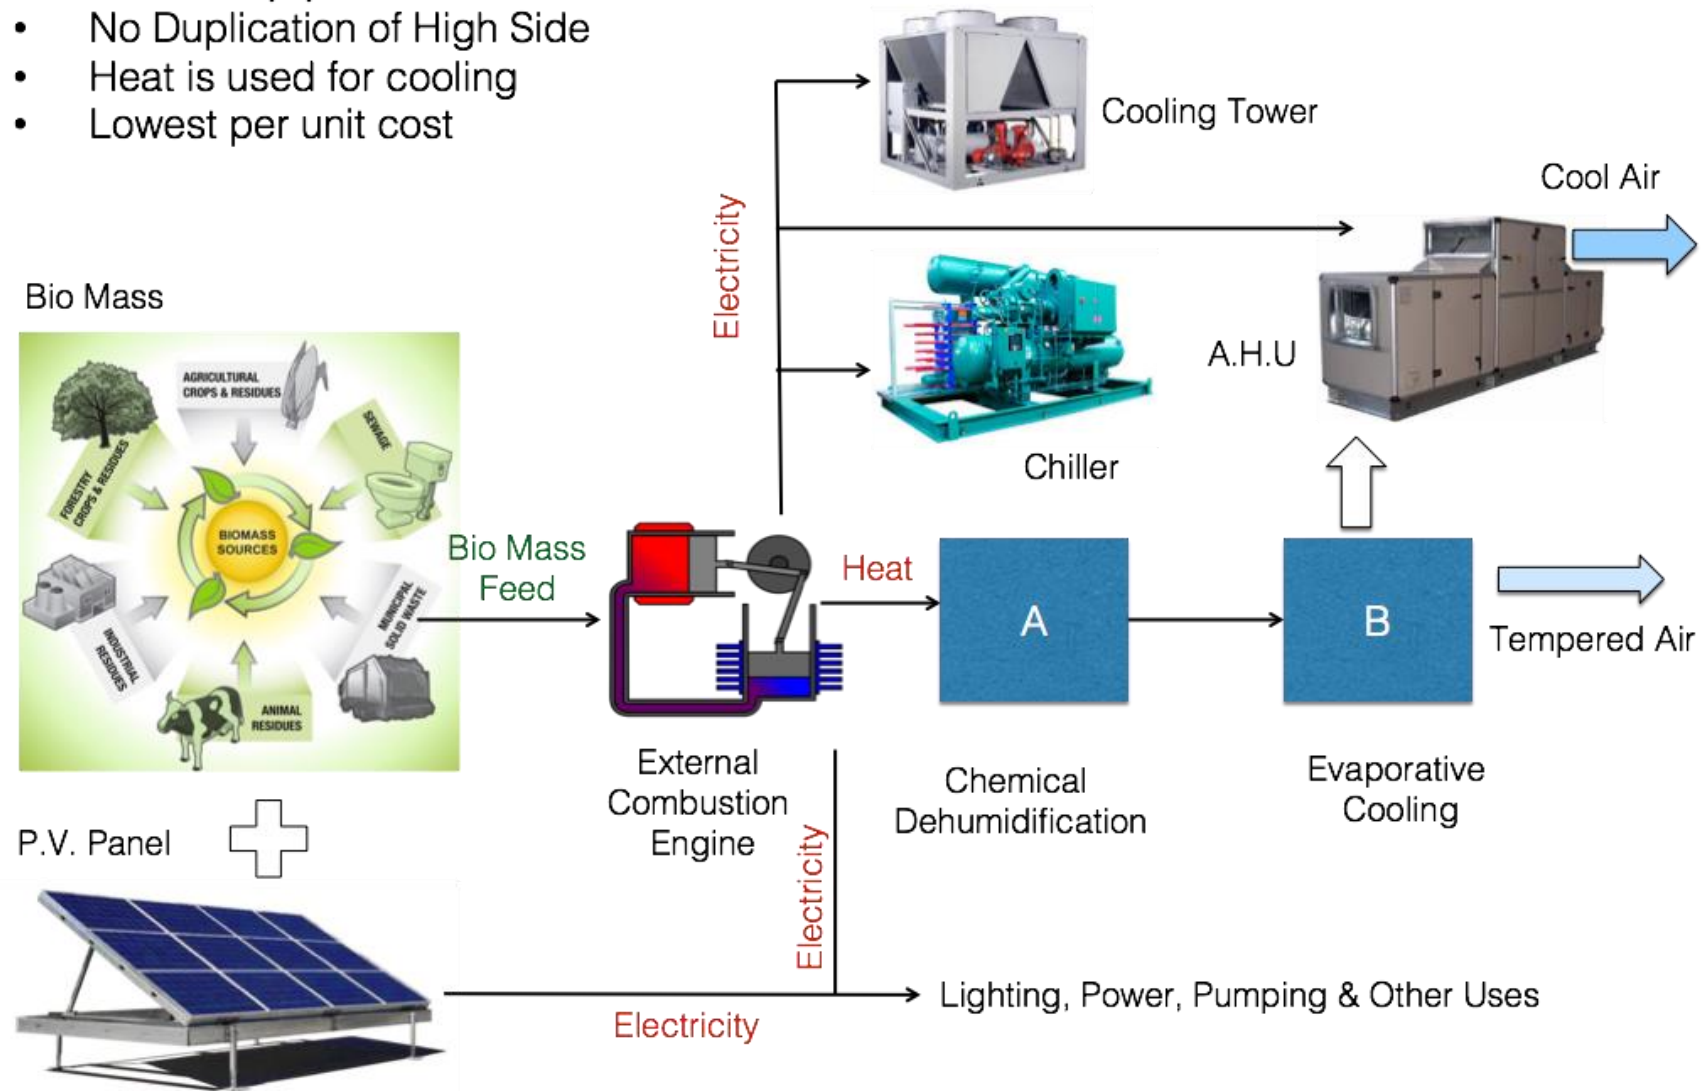 • No Duplication of High Side
• Heat is used for cooling
• Lowest per unit cost
Cooling Tower
Cool Air
Electricity
Bio Mass
A.H.U
Chiller
AGRICULTURAL
CROPS & RESIDUES
SEWAGE
FORESTRY
CROPS & RESIDUES
BIOMASS
SOURCES
INDUSTRIAL
RESIDUES
MUNICIPAL
SOLID WASTE
ANIMAL
RESIDUES
Bio Mass
Feed
Heat
A
B
Tempered Air
External
Combustion
Engine
Chemical
Dehumidification
Evaporative
Cooling
P.V. Panel
Electricity
Electricity
Lighting, Power, Pumping & Other Uses